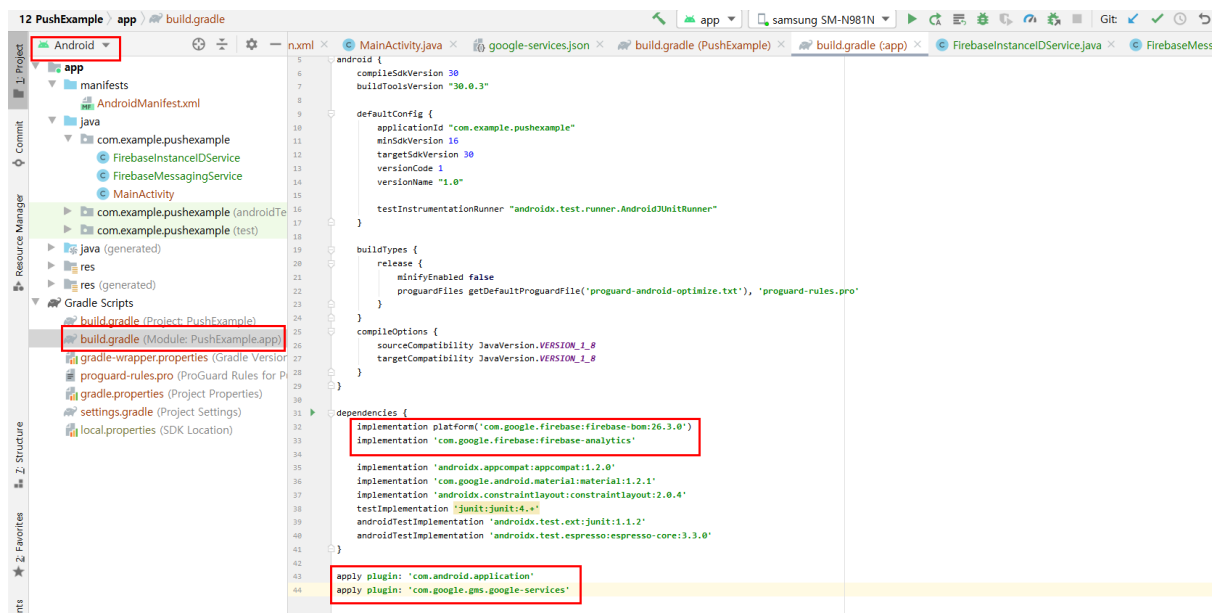 12 PushExample app build.gradle
app samsung SM-N981N Git:
Android n.xml MainActivity.java google-services.json build.gradle (PushExample) build.gradle (:app) FirebaseInstanceIDService.java FirebaseMess
1: Project
Commit
Resource Manager
7: Structure
2: Favorites
nts
app
manifests
AndroidManifest.xml
java
com.example.pushexample
FirebaseInstanceIDService
FirebaseMessagingService
MainActivity
com.example.pushexample (androidTe
com.example.pushexample (test)
java (generated)
res
res (generated)
Gradle Scripts
build.gradle (Project: PushExample)
build.gradle (Module: PushExample.app)
gradle-wrapper.properties (Gradle Version
proguard-rules.pro (ProGuard Rules for P
gradle.properties (Project Properties)
settings.gradle (Project Settings)
local.properties (SDK Location)
5 android {
6 compileSdkVersion 30
7 buildToolsVersion "30.0.3"
8
9 defaultConfig {
10 applicationId "com.example.pushexample"
11 minSdkVersion 16
12 targetSdkVersion 30
13 versionCode 1
14 versionName "1.0"
15
16 testInstrumentationRunner "androidx.test.runner.AndroidJUnitRunner"
17 }
18
19 buildTypes {
20 release {
21 minifyEnabled false
22 proguardFiles getDefaultProguardFile('proguard-android-optimize.txt'), 'proguard-rules.pro'
23 }
24 }
25 compileOptions {
26 sourceCompatibility JavaVersion.VERSION_1_8
27 targetCompatibility JavaVersion.VERSION_1_8
28 }
29 }
30
31 dependencies {
32 implementation platform('com.google.firebase:firebase-bom:26.3.0')
33 implementation 'com.google.firebase:firebase-analytics'
34
35 implementation 'androidx.appcompat:appcompat:1.2.0'
36 implementation 'com.google.android.material:material:1.2.1'
37 implementation 'androidx.constraintlayout:constraintlayout:2.0.4'
38 testImplementation 'junit:junit:4.+'
39 androidTestImplementation 'androidx.test.ext:junit:1.1.2'
40 androidTestImplementation 'androidx.test.espresso:espresso-core:3.3.0'
41 }
42
43 apply plugin: 'com.android.application'
44 apply plugin: 'com.google.gms.google-services'